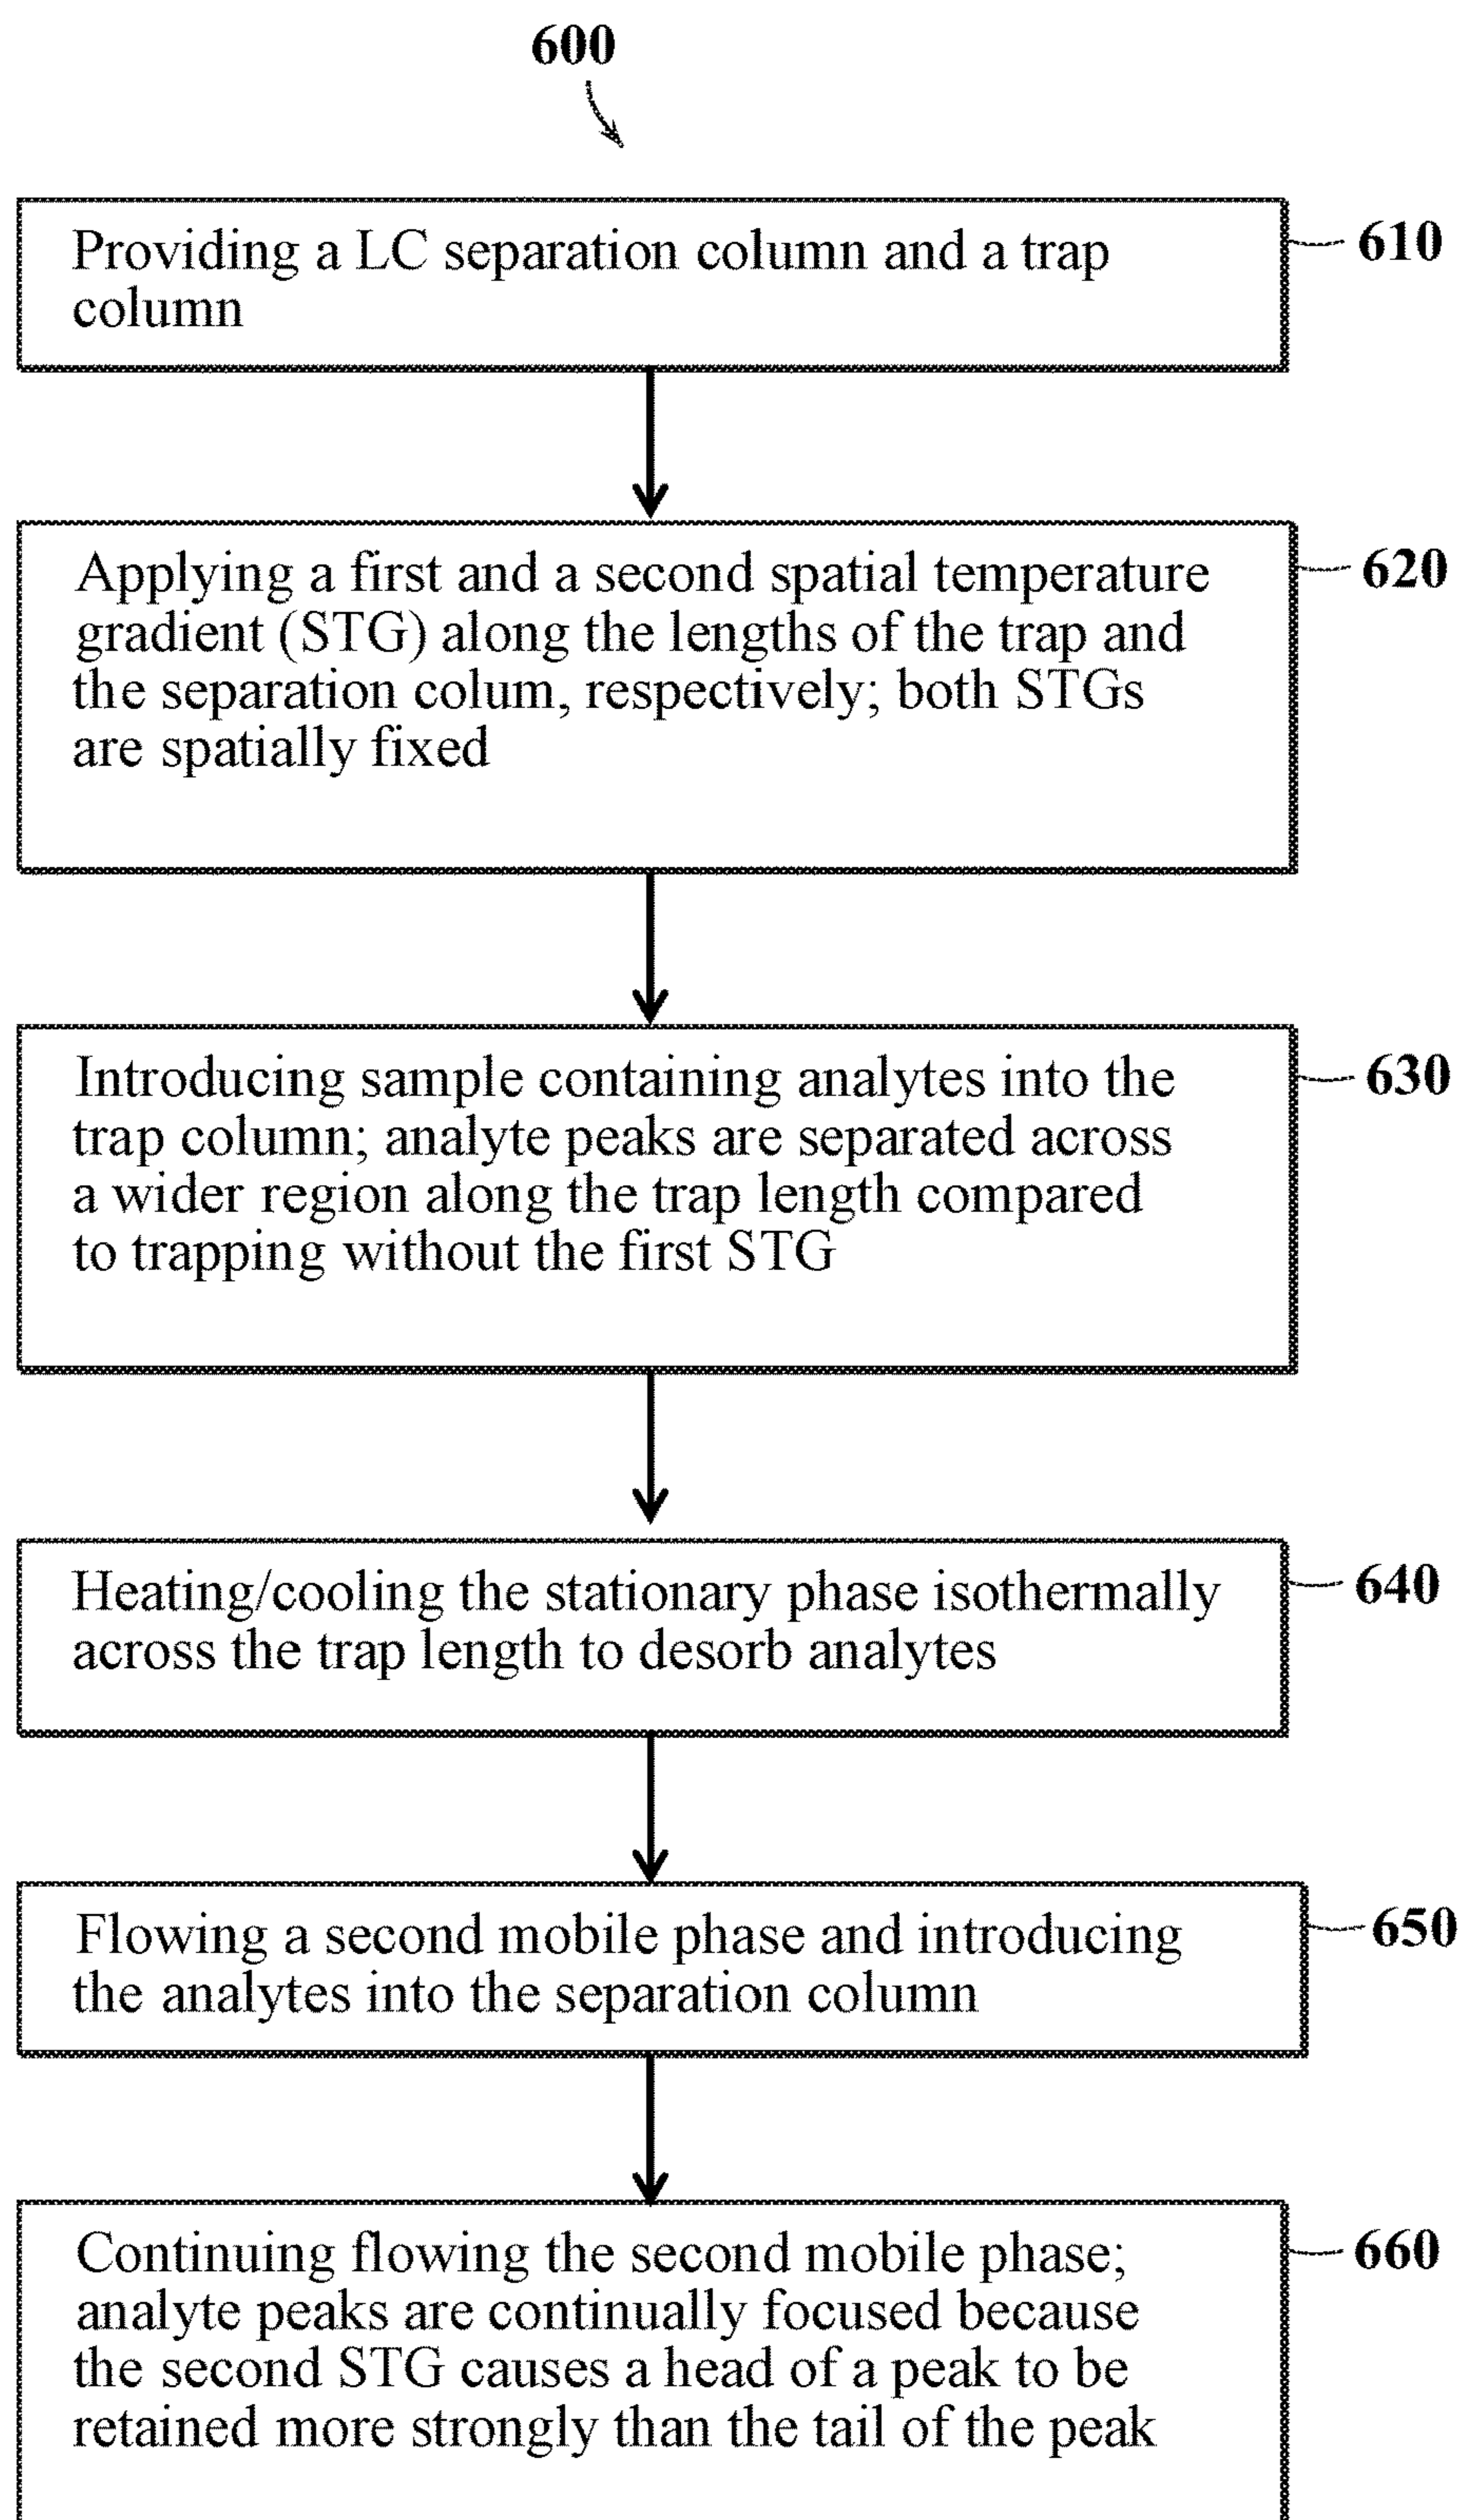 600
Providing a LC separation column and a trap
column
610
Applying a first and a second spatial temperature
gradient (STG) along the lengths of the trap and
the separation colum, respectively; both STGs
are spatially fixed
620
Introducing sample containing analytes into the
trap column; analyte peaks are separated across
a wider region along the trap length compared
to trapping without the first STG
630
Heating/cooling the stationary phase isothermally
across the trap length to desorb analytes
640
Flowing a second mobile phase and introducing
the analytes into the separation column
650
Continuing flowing the second mobile phase;
analyte peaks are continually focused because
the second STG causes a head of a peak to be
retained more strongly than the tail of the peak
660